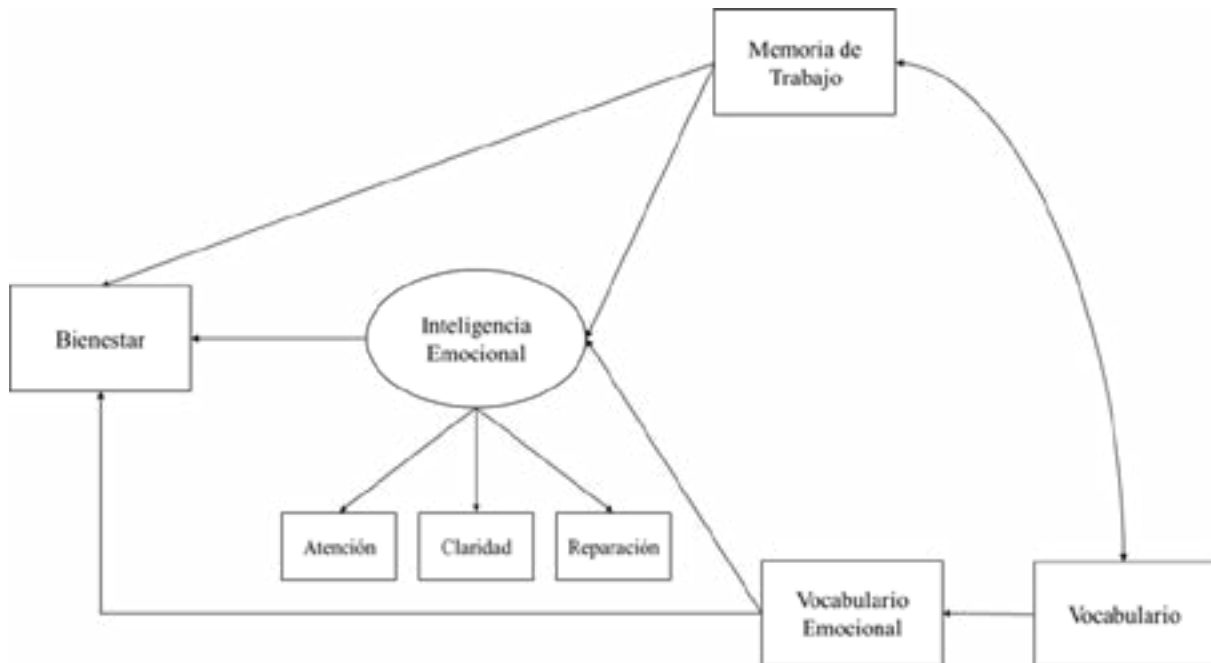 Memoria de
Trabajo
Bienestar
Inteligencia
Emocional
Atención
Claridad
Reparación
Vocabulario
Emocional
Vocabulario